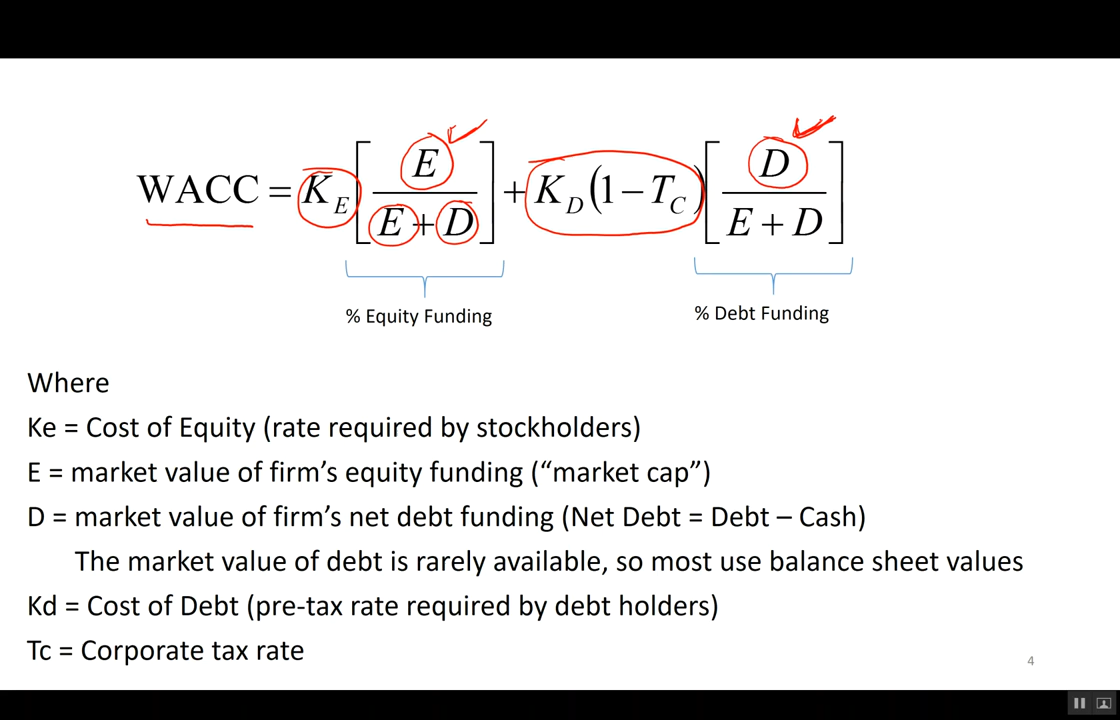 WACC = K_E [ E / (E + D) ] + K_D (1 − T_C) [ D / (E + D) ]
% Equity Funding
% Debt Funding
Where
Ke = Cost of Equity (rate required by stockholders)
E = market value of firm’s equity funding (“market cap”)
D = market value of firm’s net debt funding (Net Debt = Debt – Cash)
The market value of debt is rarely available, so most use balance sheet values
Kd = Cost of Debt (pre-tax rate required by debt holders)
Tc = Corporate tax rate
4